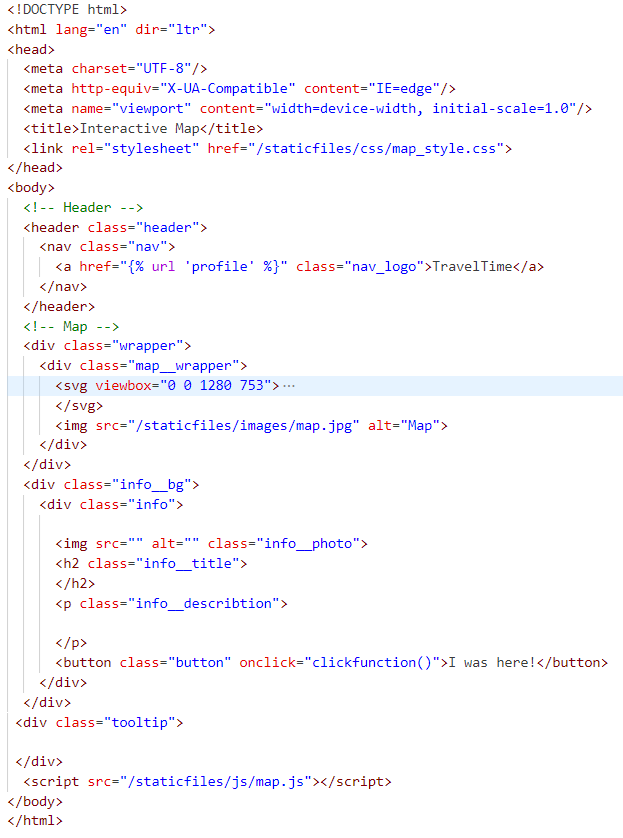 <!DOCTYPE html>
<html lang="en" dir="ltr">
<head>
  <meta charset="UTF-8"/>
  <meta http-equiv="X-UA-Compatible" content="IE=edge"/>
  <meta name="viewport" content="width=device-width, initial-scale=1.0"/>
  <title>Interactive Map</title>
  <link rel="stylesheet" href="/staticfiles/css/map_style.css">
</head>
<body>
  <!-- Header -->
  <header class="header">
    <nav class="nav">
      <a href="{% url 'profile' %}" class="nav_logo">TravelTime</a>
    </nav>
  </header>
  <!-- Map -->
  <div class="wrapper">
    <div class="map__wrapper">
      <svg viewbox="0 0 1280 753">···
      </svg>
      <img src="/staticfiles/images/map.jpg" alt="Map">
    </div>
  </div>
  <div class="info__bg">
    <div class="info">
      <img src="" alt="" class="info__photo">
      <h2 class="info__title">
      </h2>
      <p class="info__describtion">
      </p>
      <button class="button" onclick="clickfunction()">I was here!</button>
    </div>
  </div>
 <div class="tooltip">
 </div>
  <script src="/staticfiles/js/map.js"></script>
</body>
</html>